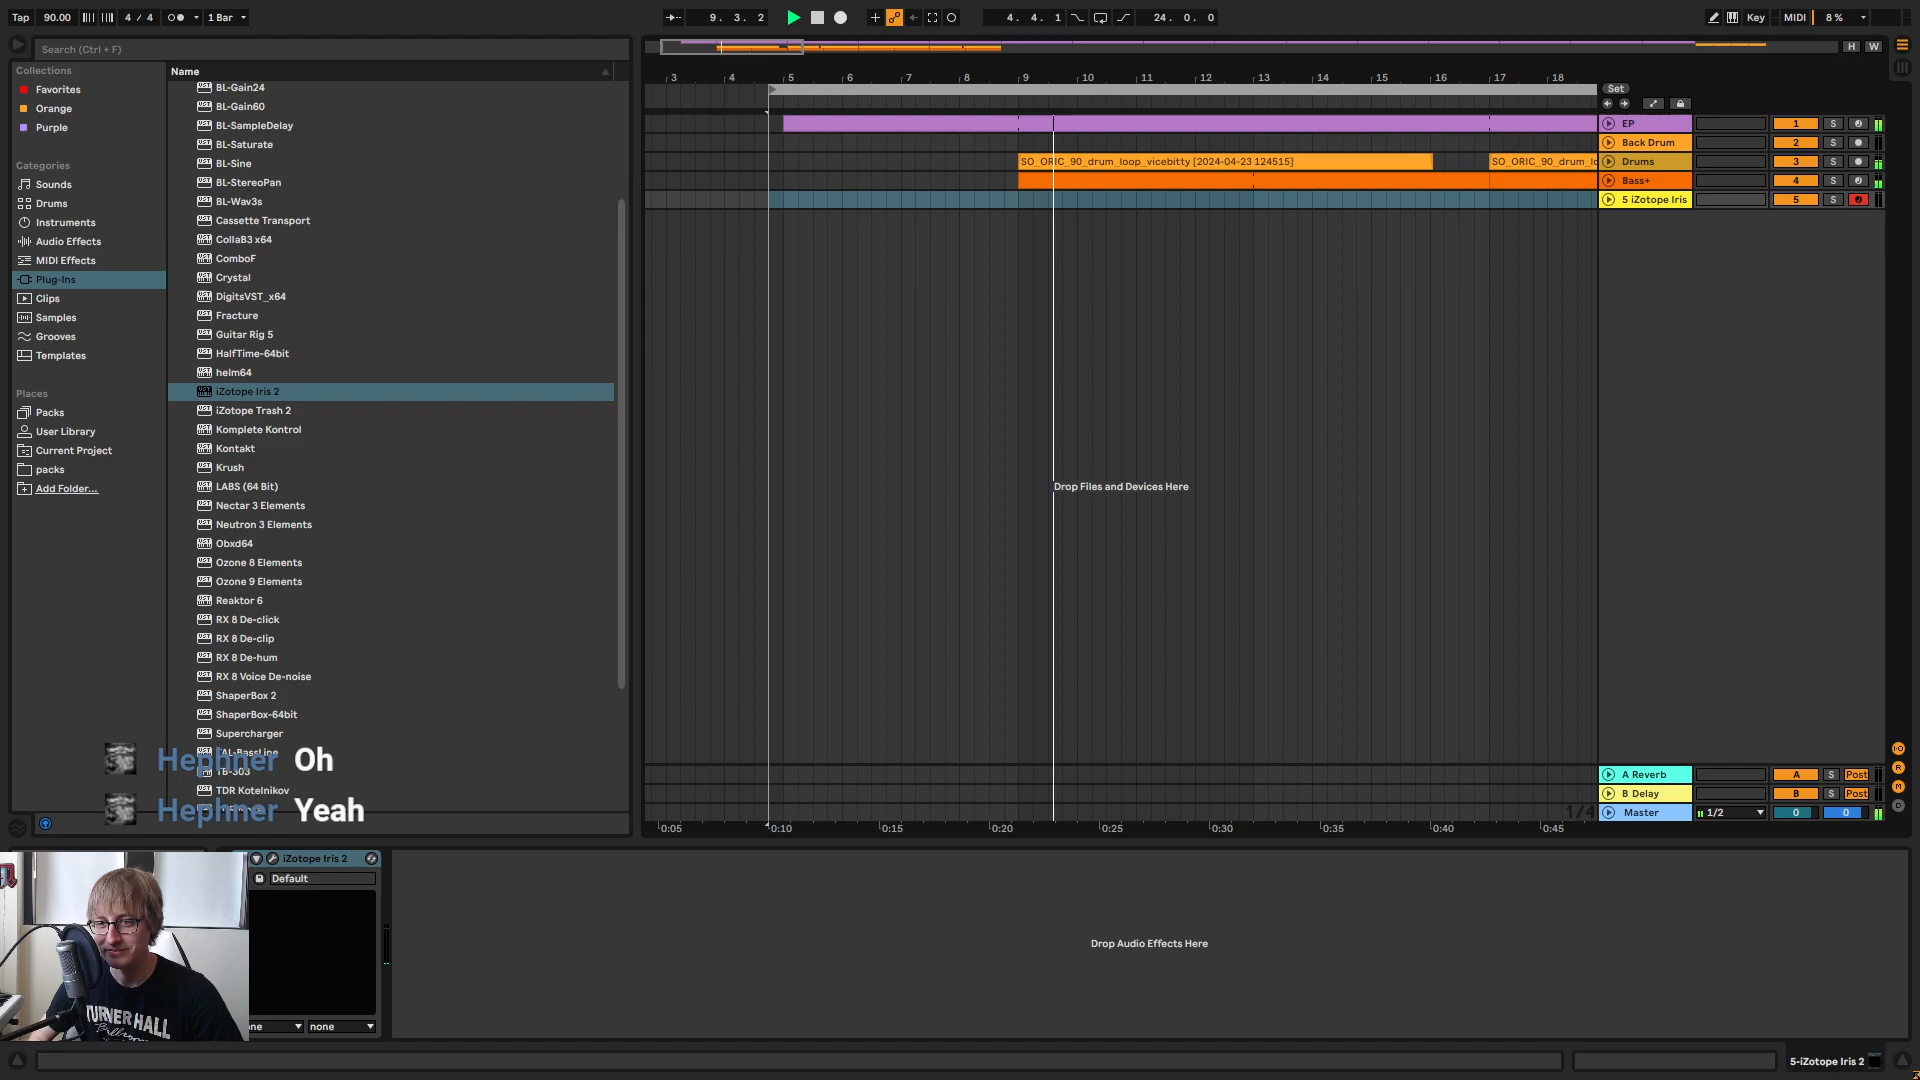 Tap 90.00 4 / 4 1 Bar
9. 3. 2
4. 4. 1
24. 0. 0
Key MIDI 8 %
Search (Ctrl + F)
H W
Collections
Favorites
Orange
Purple
Categories
Sounds
Drums
Instruments
Audio Effects
MIDI Effects
Plug-Ins
Clips
Samples
Grooves
Templates
Places
Packs
User Library
Current Project
packs
Add Folder...
Name
BL-Gain24
BL-Gain60
BL-SampleDelay
BL-Saturate
BL-Sine
BL-StereoPan
BL-Wav3s
Cassette Transport
CollaB3 x64
ComboF
Crystal
DigitsVST_x64
Fracture
Guitar Rig 5
HalfTime-64bit
helm64
iZotope Iris 2
iZotope Trash 2
Komplete Kontrol
Kontakt
Krush
LABS (64 Bit)
Nectar 3 Elements
Neutron 3 Elements
Obxd64
Ozone 8 Elements
Ozone 9 Elements
Reaktor 6
RX 8 De-click
RX 8 De-clip
RX 8 De-hum
RX 8 Voice De-noise
ShaperBox 2
ShaperBox-64bit
Supercharger
TAL-BassLine
TB-303
TDR Kotelnikov
Hephner Oh
Hephner Yeah
3 4 5 6 7 8 9 10 11 12 13 14 15 16 17 18
Set
EP 1 S
Back Drum 2 S
SO_ORIC_90_drum_loop_vicebitty [2024-04-23 124515]
SO_ORIC_90_drum_lo
Drums 3 S
Bass+ 4 S
5 iZotope Iris 5 S
Drop Files and Devices Here
A Reverb A S Post
B Delay B S Post
1/4
Master 1/2 0 0
0:05 0:10 0:15 0:20 0:25 0:30 0:35 0:40 0:45
I·O
R
M
D
iZotope Iris 2
Default
none
TURNER HALL
Ballroom
Drop Audio Effects Here
5-iZotope Iris 2